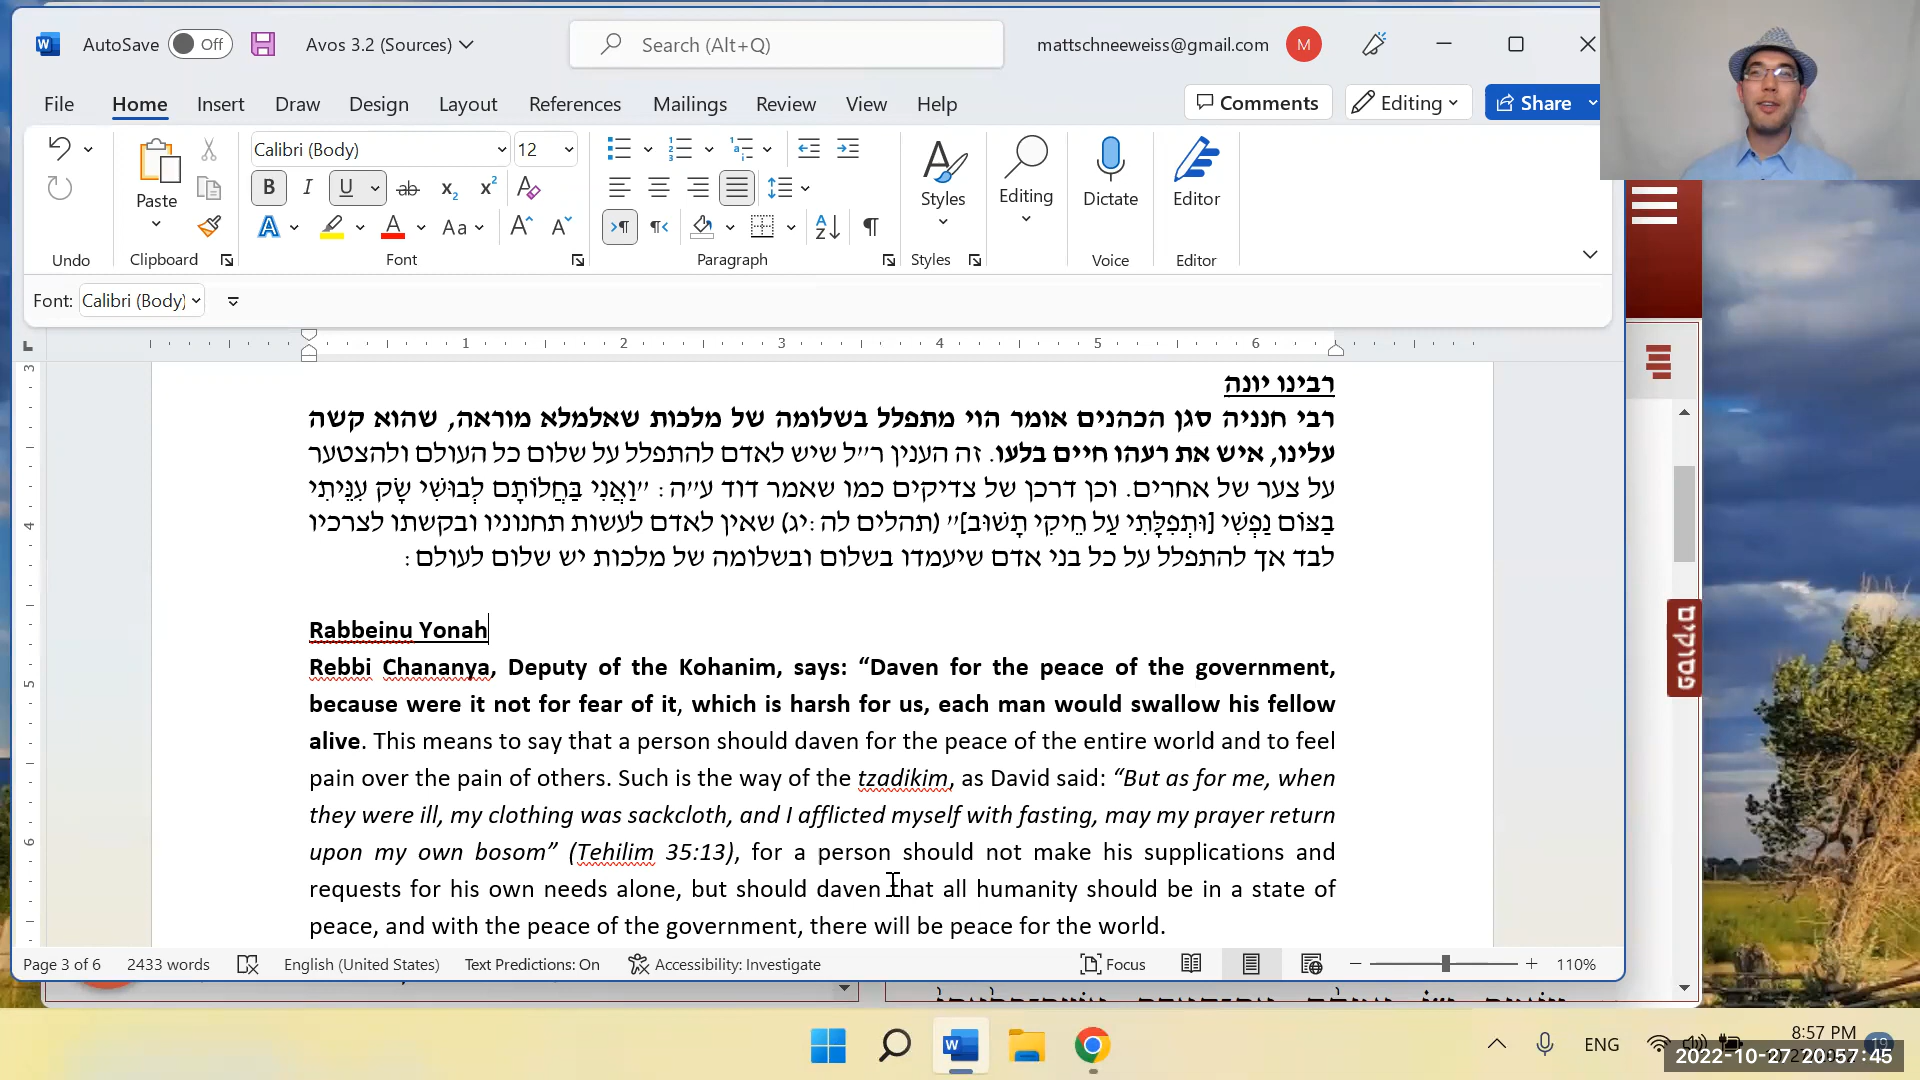 AutoSave Off Avos 3.2 (Sources) Search (Alt+Q) mattschneeweiss@gmail.com M
File Home Insert Draw Design Layout References Mailings Review View Help Comments Editing Share
Calibri (Body) 12
Paste Styles Editing Dictate Editor
Undo Clipboard Font Paragraph Styles Voice Editor
Font: Calibri (Body)
1 2 3 4 5 6
רבינו יונה
רבי חנניה סגן הכהנים אומר הוי מתפלל בשלומה של מלכות שאלמלא מוראה, שהוא קשה
עלינו, איש את רעהו חיים בלעו. זה הענין ר״ל שיש לאדם להתפלל על שלום כל העולם ולהצטער
על צער של אחרים. וכן דרכן של צדיקים כמו שאמר דוד ע״ה: ״וַאֲנִי בַּחֲלוֹתָם לְבוּשִׁי שָׂק עִנֵּיתִי
בַצּוֹם נַפְשִׁי [וּתְפִלָּתִי עַל חֵיקִי תָשׁוּב]״ (תהלים לה:יג) שאין לאדם לעשות תחנוניו ובקשתו לצרכיו
לבד אך להתפלל על כל בני אדם שיעמדו בשלום ובשלומה של מלכות יש שלום לעולם:
Rabbeinu Yonah
Rebbi Chananya, Deputy of the Kohanim, says: “Daven for the peace of the government,
because were it not for fear of it, which is harsh for us, each man would swallow his fellow
alive. This means to say that a person should daven for the peace of the entire world and to feel
pain over the pain of others. Such is the way of the tzadikim, as David said: “But as for me, when
they were ill, my clothing was sackcloth, and I afflicted myself with fasting, may my prayer return
upon my own bosom” (Tehilim 35:13), for a person should not make his supplications and
requests for his own needs alone, but should daven that all humanity should be in a state of
peace, and with the peace of the government, there will be peace for the world.
3
4
5
6
פסוקים
Page 3 of 6 2433 words English (United States) Text Predictions: On Accessibility: Investigate Focus 110%
ENG 8:57 PM 19
2022-10-27 20:57:45